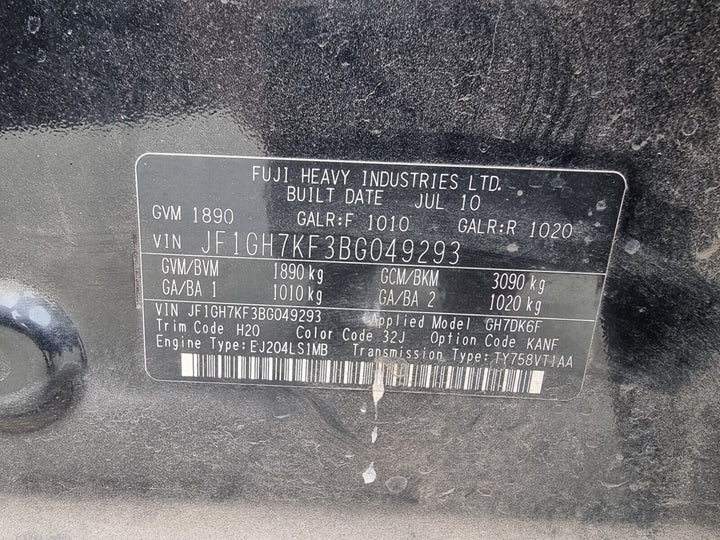 FUJI HEAVY INDUSTRIES LTD.
BUILT DATE JUL 10
GVM 1890 GALR:F 1010 GALR:R 1020
VIN JF1GH7KF3BG049293
GVM/BVM 1890 kg GCM/BKM 3090 kg
GA/BA 1 1010 kg GA/BA 2 1020 kg
VIN JF1GH7KF3BG049293 Applied Model GH7DK6F
Trim Code H20 Color Code 32J Option Code KANF
Engine Type:EJ204LS1MB Transmission Type:TY758VT1AA